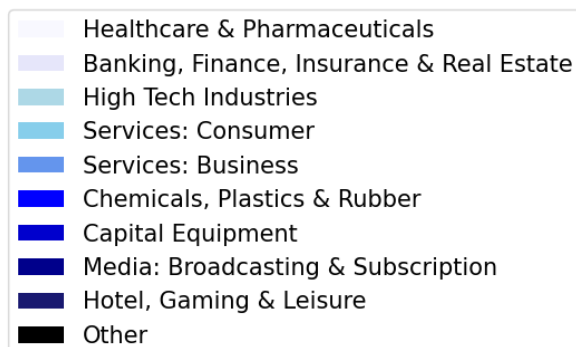 Healthcare & Pharmaceuticals
Banking, Finance, Insurance & Real Estate
High Tech Industries
Services: Consumer
Services: Business
Chemicals, Plastics & Rubber
Capital Equipment
Media: Broadcasting & Subscription
Hotel, Gaming & Leisure
Other